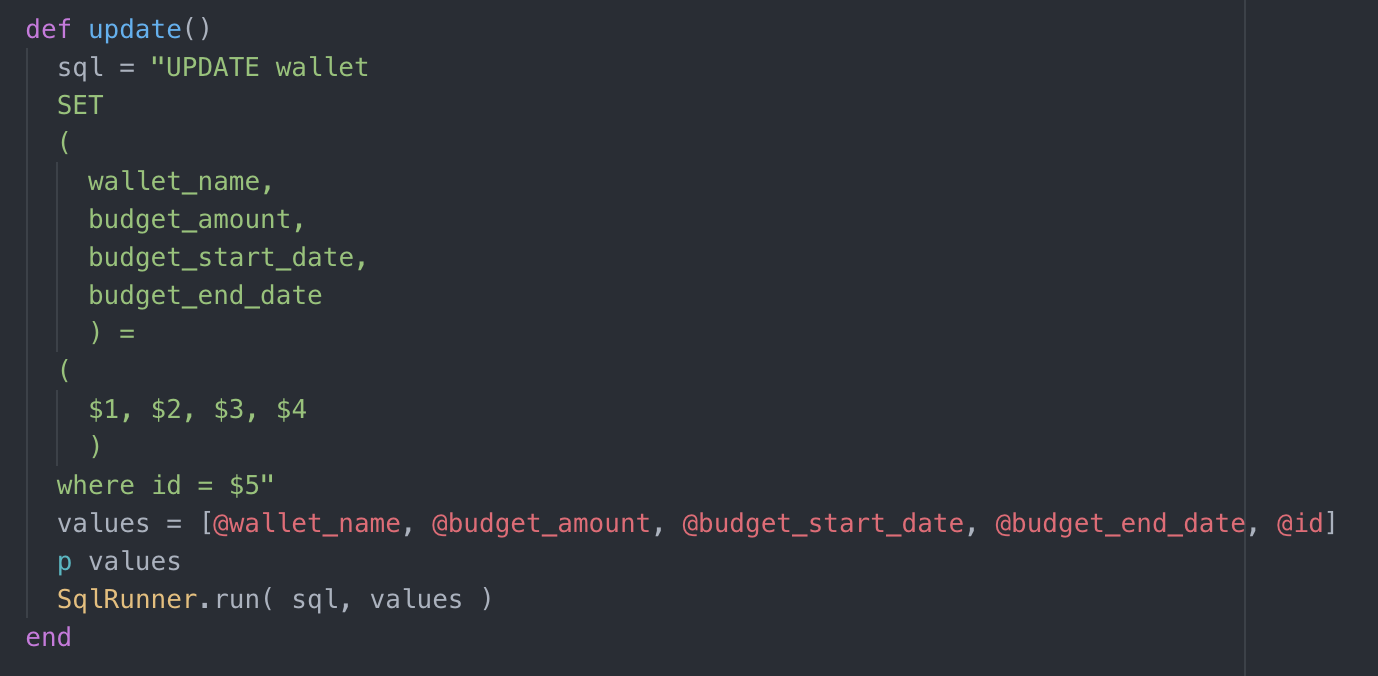 def update()
sql = "UPDATE wallet
SET
(
wallet_name,
budget_amount,
budget_start_date,
budget_end_date
) =
(
$1, $2, $3, $4
)
where id = $5"
values = [@wallet_name, @budget_amount, @budget_start_date, @budget_end_date, @id]
p values
SqlRunner.run( sql, values )
end